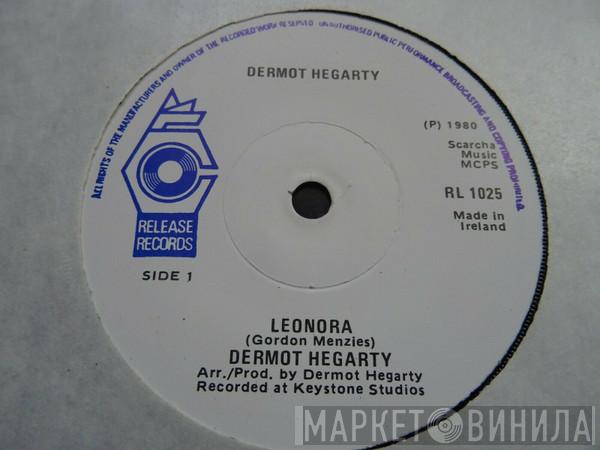 ALL RIGHTS OF THE MANUFACTURERS AND OWNER OF THE RECORDED WORK RESERVED UNAUTHORISED PUBLIC PERFORMANCE BROADCASTING AND COPYING PROHIBITED
DERMOT HEGARTY
(P) 1980
Scarcha
Music
MCPS
RL 1025
Made in
Ireland
RELEASE
RECORDS
SIDE 1
LEONORA
(Gordon Menzies)
DERMOT HEGARTY
Arr./Prod. by Dermot Hegarty
Recorded at Keystone Studios
МАРКЕТ ВИНИЛА